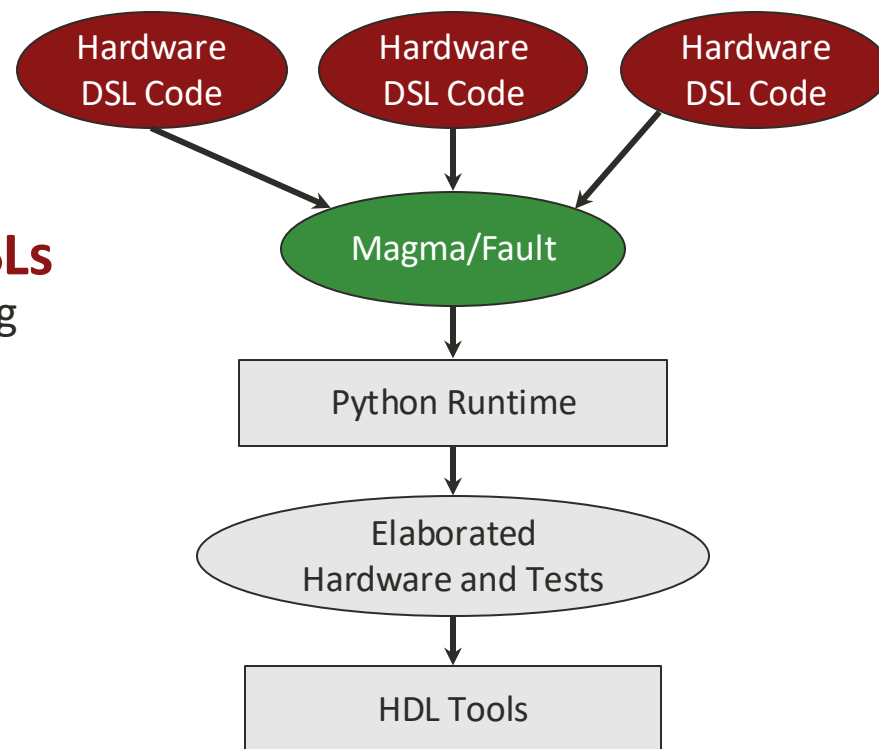 Hardware
DSL Code
Hardware
DSL Code
Hardware
DSL Code
Magma/Fault
Python Runtime
Elaborated
Hardware and Tests
HDL Tools